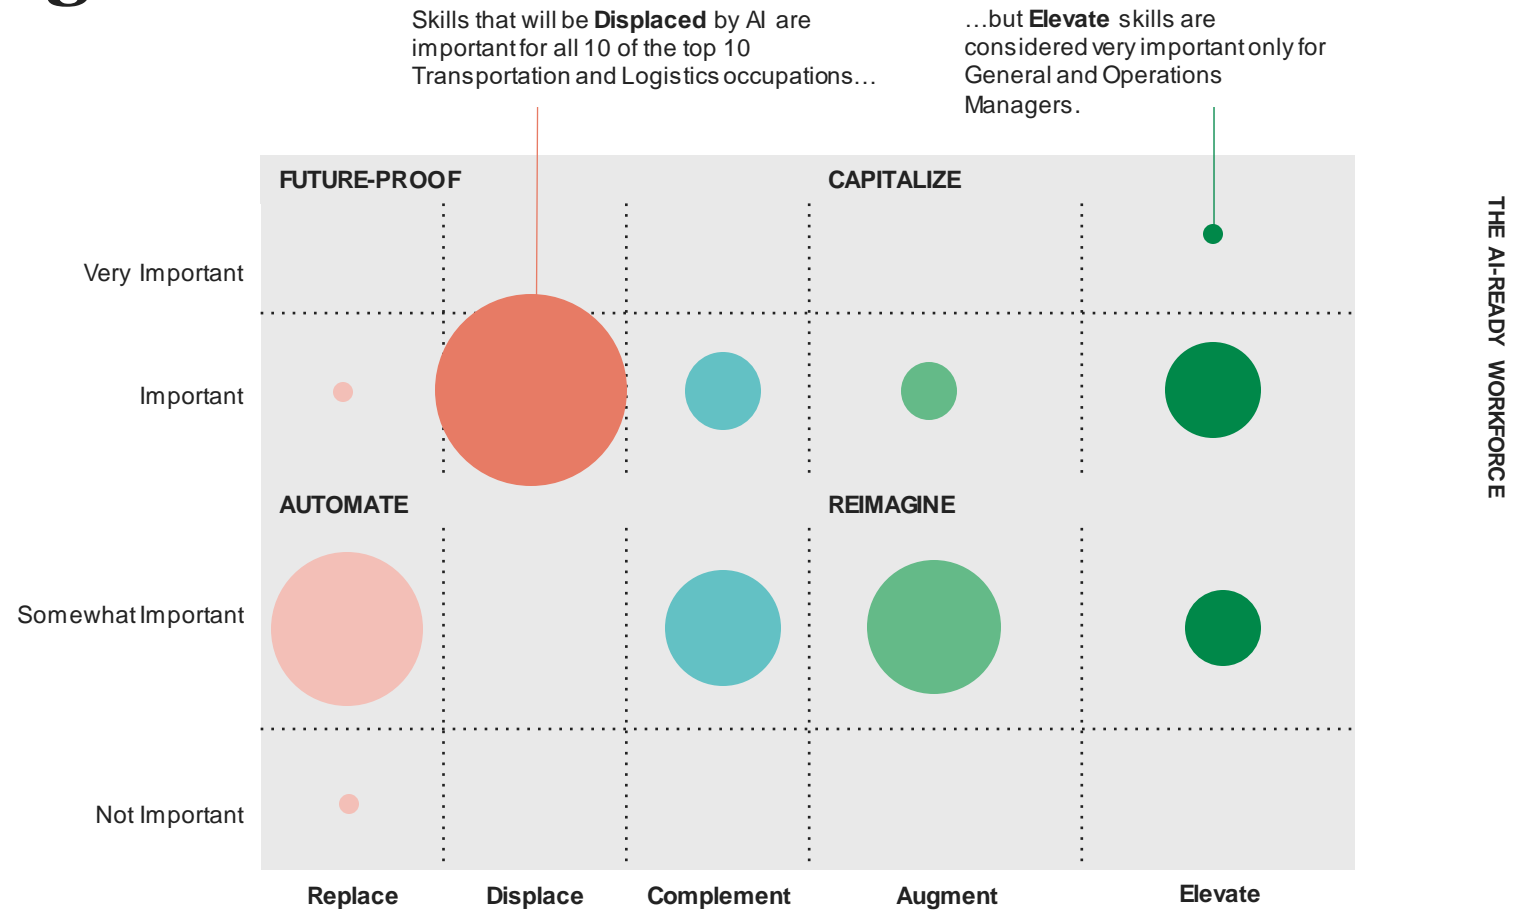 Skills that will be Displaced by AI are
important for all 10 of the top 10
Transportation and Logistics occupations…
…but Elevate skills are
considered very important only for
General and Operations
Managers.
FUTURE-PROOF
CAPITALIZE
Very Important
Important
AUTOMATE
REIMAGINE
Somewhat Important
Not Important
Replace
Displace
Complement
Augment
Elevate
THE AI-READY WORKFORCE